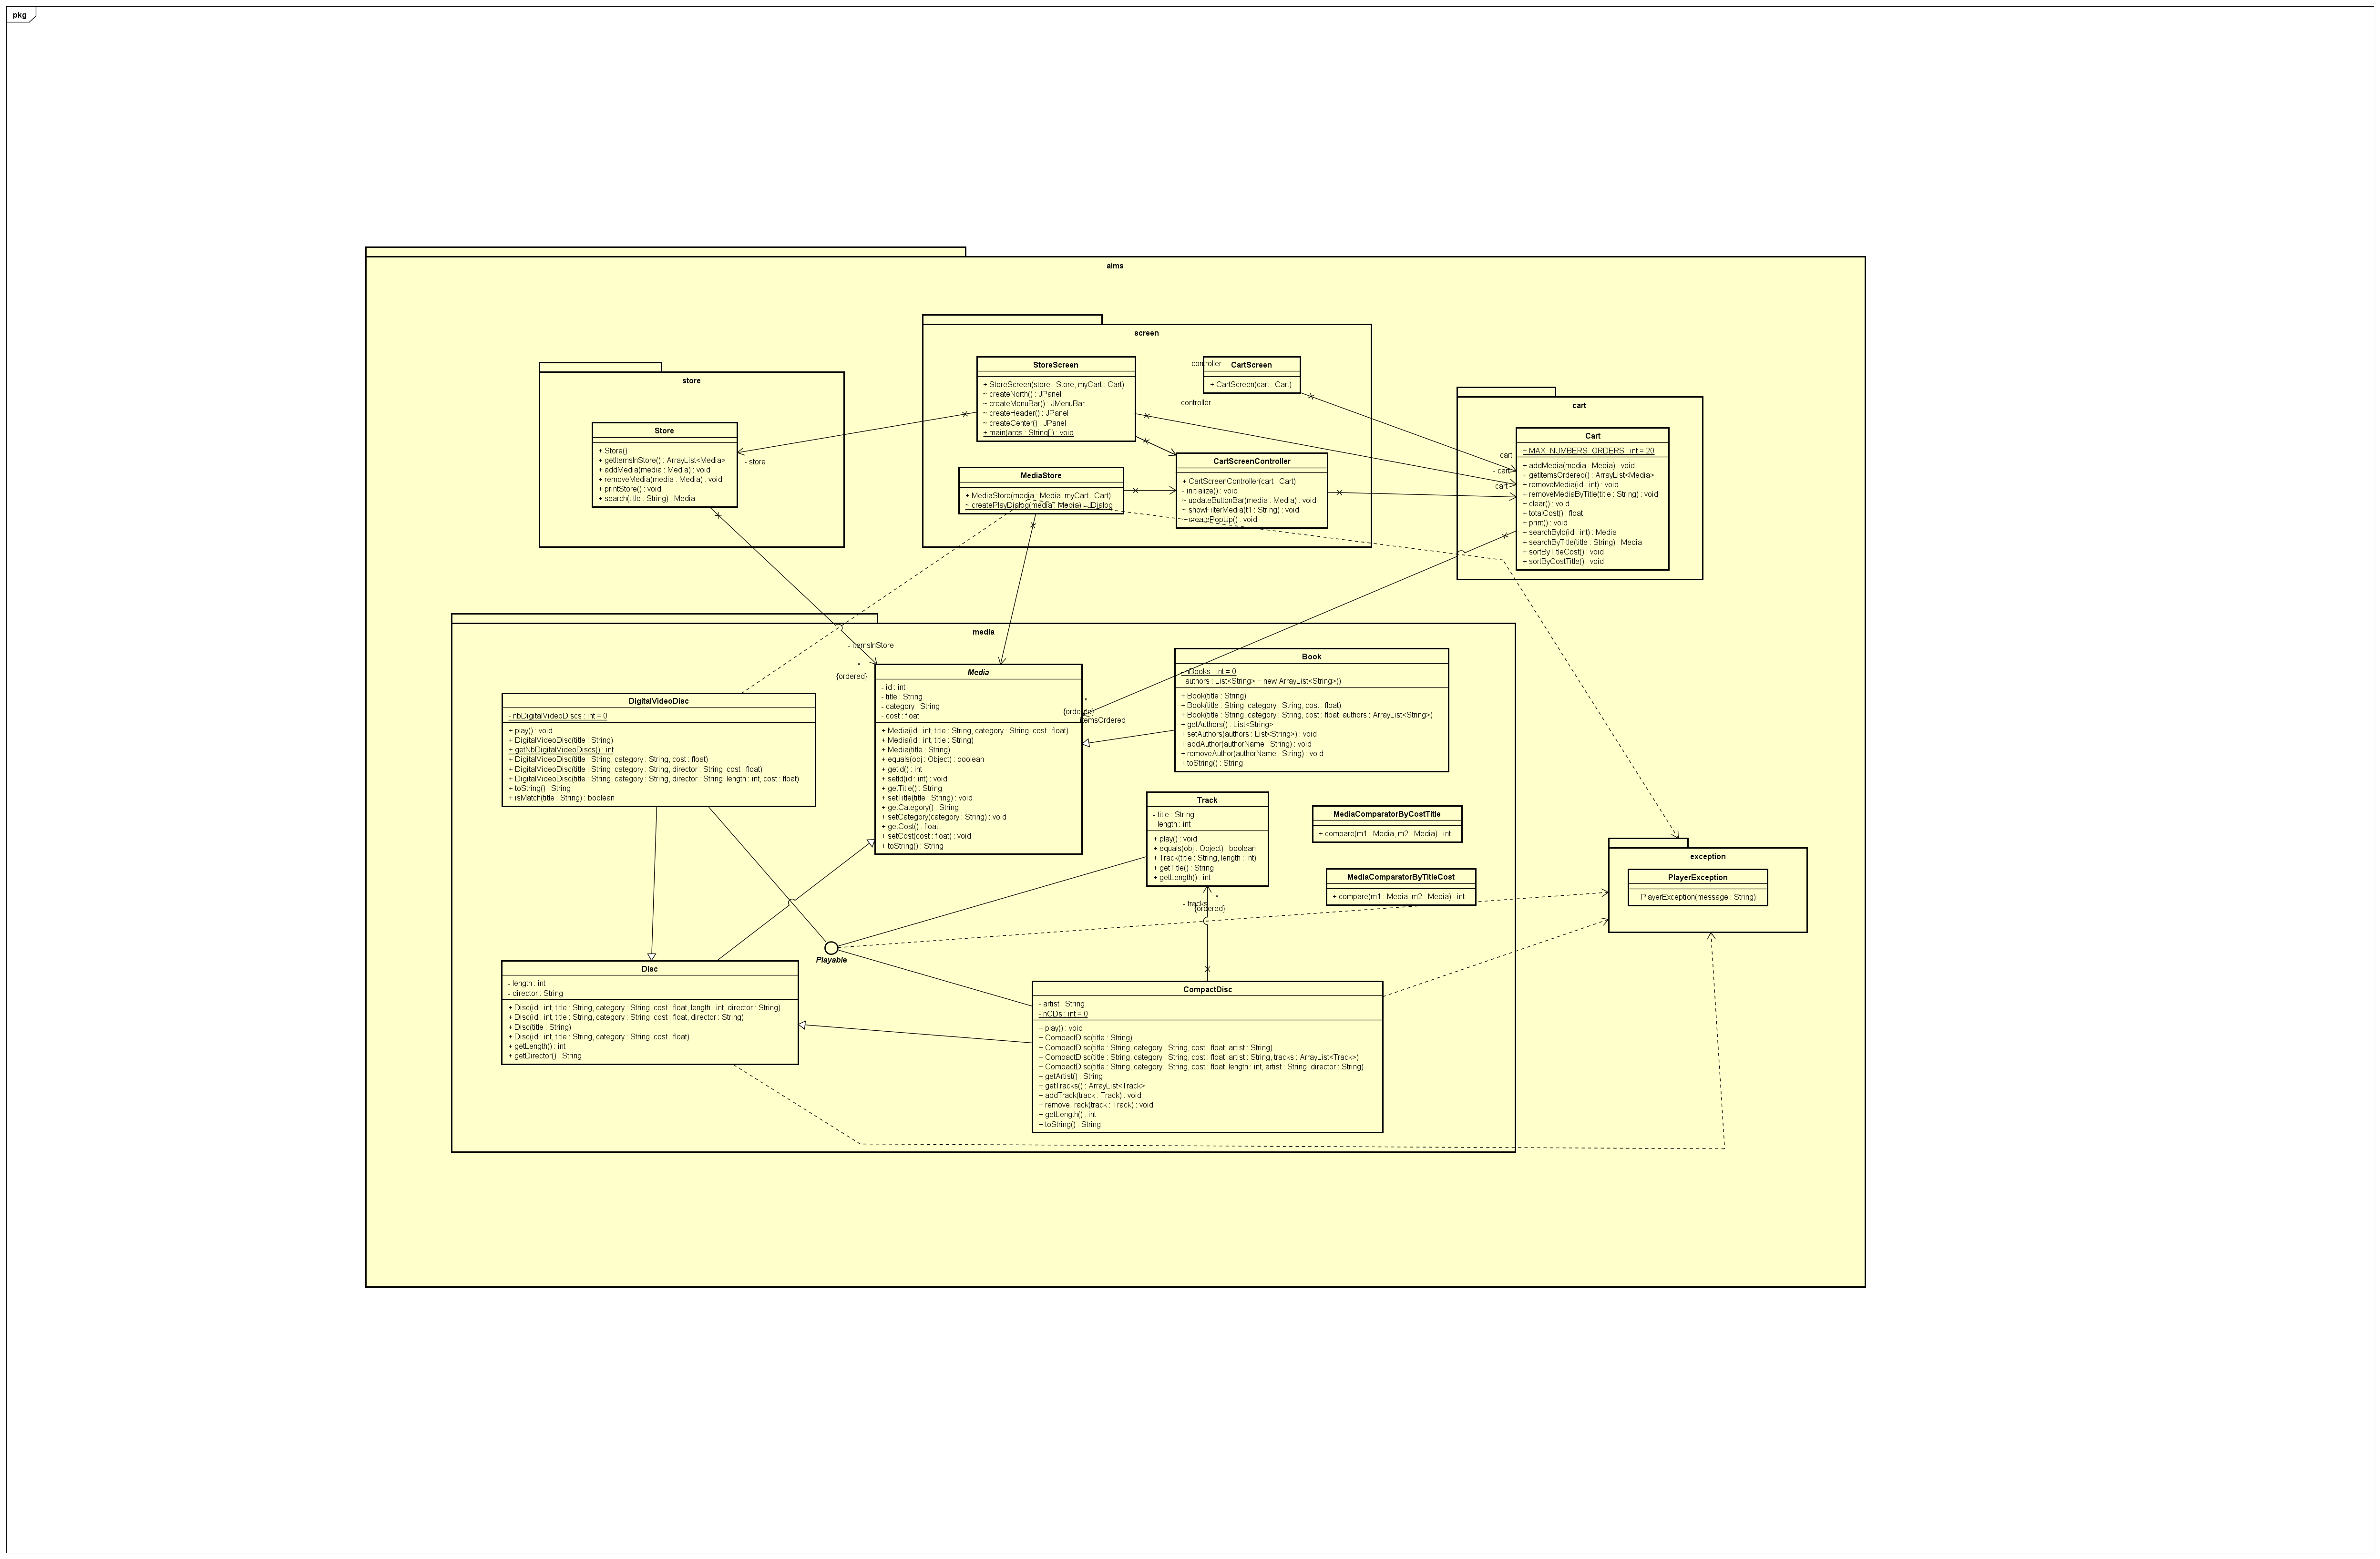 pkg
aims
screen
StoreScreen
+ StoreScreen(store : Store, myCart : Cart)
~ createNorth() : JPanel
~ createMenuBar() : JMenuBar
~ createHeader() : JPanel
~ createCenter() : JPanel
+ main(args : String[]) : void
controller
CartScreen
+ CartScreen(cart : Cart)
controller
MediaStore
+ MediaStore(media : Media, myCart : Cart)
~ createPlayDialog(media : Media) : JDialog
CartScreenController
+ CartScreenController(cart : Cart)
- initialize() : void
~ updateButtonBar(media : Media) : void
~ showFilterMedia(t1 : String) : void
~ createPopUp() : void
store
Store
+ Store()
+ getItemsInStore() : ArrayList<Media>
+ addMedia(media : Media) : void
+ removeMedia(media : Media) : void
+ printStore() : void
+ search(title : String) : Media
- store
cart
Cart
+ MAX_NUMBERS_ORDERS : int = 20
+ addMedia(media : Media) : void
+ getItemsOrdered() : ArrayList<Media>
+ removeMedia(id : int) : void
+ removeMediaByTitle(title : String) : void
+ clear() : void
+ totalCost() : float
+ print() : void
+ searchById(id : int) : Media
+ searchByTitle(title : String) : Media
+ sortByTitleCost() : void
+ sortByCostTitle() : void
- cart
- cart
- cart
media
- itemsInStore
*
{ordered}
Media
- id : int
- title : String
- category : String
- cost : float
+ Media(id : int, title : String, category : String, cost : float)
+ Media(id : int, title : String)
+ Media(title : String)
+ equals(obj : Object) : boolean
+ getId() : int
+ setId(id : int) : void
+ getTitle() : String
+ setTitle(title : String) : void
+ getCategory() : String
+ setCategory(category : String) : void
+ getCost() : float
+ setCost(cost : float) : void
+ toString() : String
*
{ordered}
- itemsOrdered
Book
- nBooks : int = 0
- authors : List<String> = new ArrayList<String>()
+ Book(title : String)
+ Book(title : String, category : String, cost : float)
+ Book(title : String, category : String, cost : float, authors : ArrayList<String>)
+ getAuthors() : List<String>
+ setAuthors(authors : List<String>) : void
+ addAuthor(authorName : String) : void
+ removeAuthor(authorName : String) : void
+ toString() : String
DigitalVideoDisc
- nbDigitalVideoDiscs : int = 0
+ play() : void
+ DigitalVideoDisc(title : String)
+ getNbDigitalVideoDiscs() : int
+ DigitalVideoDisc(title : String, category : String, cost : float)
+ DigitalVideoDisc(title : String, category : String, director : String, cost : float)
+ DigitalVideoDisc(title : String, category : String, director : String, length : int, cost : float)
+ toString() : String
+ isMatch(title : String) : boolean
Track
- title : String
- length : int
+ play() : void
+ equals(obj : Object) : boolean
+ Track(title : String, length : int)
+ getTitle() : String
+ getLength() : int
*
- tracks
{ordered}
MediaComparatorByCostTitle
+ compare(m1 : Media, m2 : Media) : int
MediaComparatorByTitleCost
+ compare(m1 : Media, m2 : Media) : int
exception
PlayerException
+ PlayerException(message : String)
Playable
Disc
- length : int
- director : String
+ Disc(id : int, title : String, category : String, cost : float, length : int, director : String)
+ Disc(id : int, title : String, category : String, cost : float, director : String)
+ Disc(title : String)
+ Disc(id : int, title : String, category : String, cost : float)
+ getLength() : int
+ getDirector() : String
CompactDisc
- artist : String
- nCDs : int = 0
+ play() : void
+ CompactDisc(title : String)
+ CompactDisc(title : String, category : String, cost : float, artist : String)
+ CompactDisc(title : String, category : String, cost : float, artist : String, tracks : ArrayList<Track>)
+ CompactDisc(title : String, category : String, cost : float, length : int, artist : String, director : String)
+ getArtist() : String
+ getTracks() : ArrayList<Track>
+ addTrack(track : Track) : void
+ removeTrack(track : Track) : void
+ getLength() : int
+ toString() : String